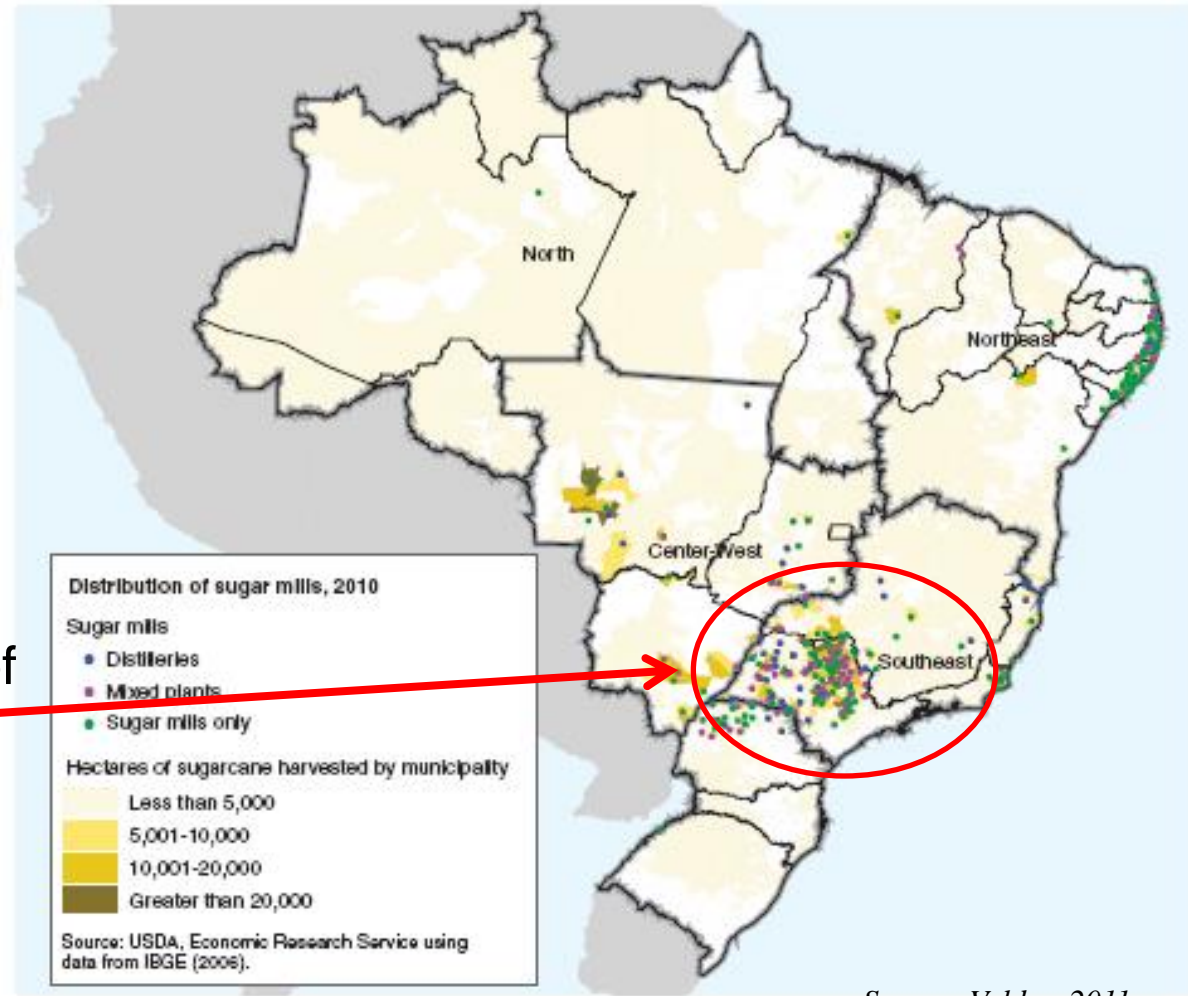 North
Northeast
Center-West
Southeast
Distribution of sugar mills, 2010
Sugar mills
Distilleries
Mixed plants
Sugar mills only
Hectares of sugarcane harvested by municipality
Less than 5,000
5,001-10,000
10,001-20,000
Greater than 20,000
Source: USDA, Economic Research Service using
data from IBGE (2006).
f